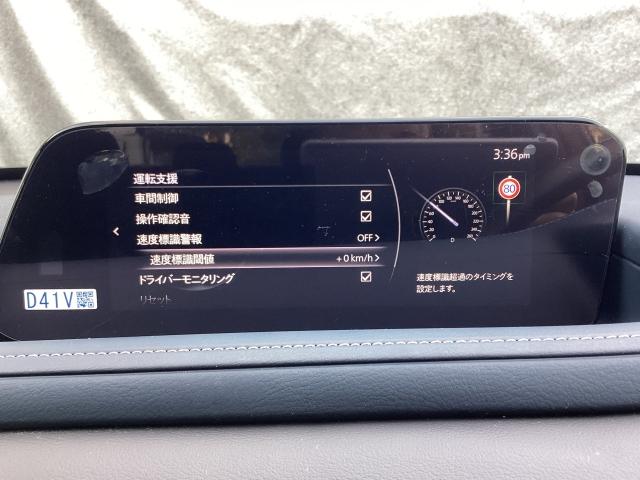 3:36pm
運転支援
車間制御
操作確認音
速度標識警報 OFF
速度標識閾値 +0km/h
ドライバーモニタリング
リセット
80
D
速度標識超過のタイミングを
設定します。
D41V